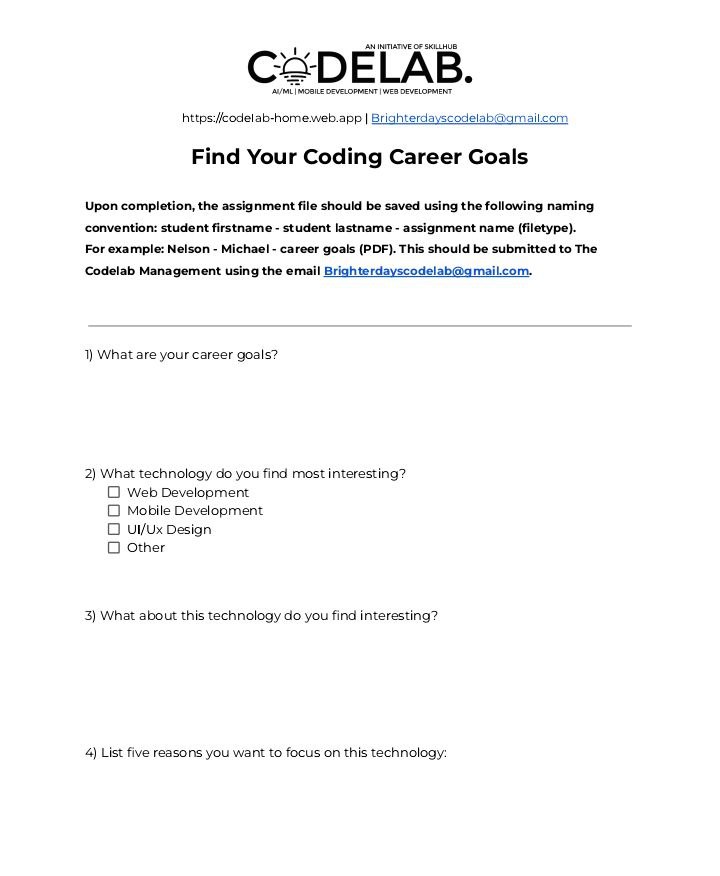 AN INITIATIVE OF SKILLHUB
CODELAB.
AI/ML | MOBILE DEVELOPMENT | WEB DEVELOPMENT
https://codelab-home.web.app | Brighterdayscodelab@gmail.com
Find Your Coding Career Goals
Upon completion, the assignment file should be saved using the following naming
convention: student firstname - student lastname - assignment name (filetype).
For example: Nelson - Michael - career goals (PDF). This should be submitted to The
Codelab Management using the email Brighterdayscodelab@gmail.com.
1) What are your career goals?
2) What technology do you find most interesting?
☐ Web Development
☐ Mobile Development
☐ UI/Ux Design
☐ Other
3) What about this technology do you find interesting?
4) List five reasons you want to focus on this technology: